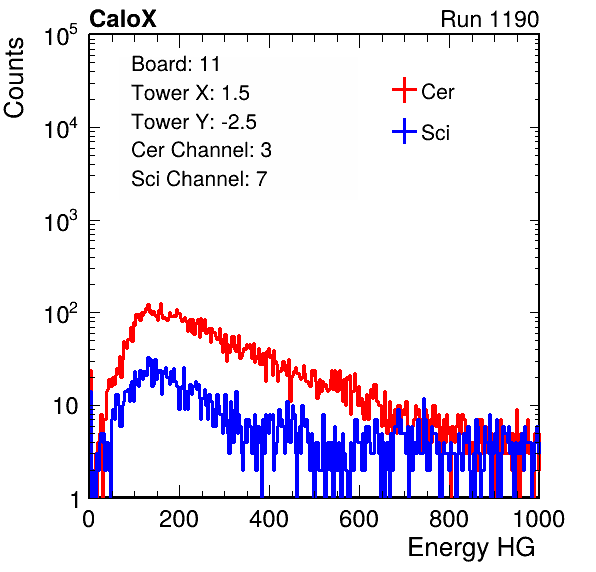 CaloX Run 1190
Counts
10^5
10^4
10^3
10^2
10
1
Board: 11
Tower X: 1.5
Tower Y: -2.5
Cer Channel: 3
Sci Channel: 7
Cer
Sci
0 200 400 600 800 1000
Energy HG